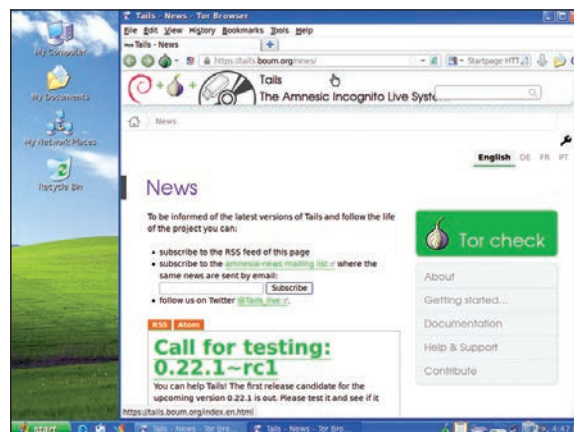 Tails - News - Tor Browser
File Edit View History Bookmarks Tools Help
Tails - News
https://tails.boum.org/news/
Startpage HTT
My Computer
My Documents
My Network Places
Recycle Bin
Tails
The Amnesic Incognito Live Syste
News
English DE FR PT
News
To be informed of the latest versions of Tails and follow the life
of the project you can:
• subscribe to the RSS feed of this page
• subscribe to the amnesia-news mailing list where the
same news are sent by email:
Subscribe
• follow us on Twitter @Tails_live.
RSS Atom
Call for testing:
0.22.1~rc1
You can help Tails! The first release candidate for the
upcoming version 0.22.1 is out. Please test it and see if it
Tor check
About
Getting started...
Documentation
Help & Support
Contribute
https://tails.boum.org/index.en.html
start
Tails - News - Tor Bro...
Tails - News - Tor Bro...
4:47